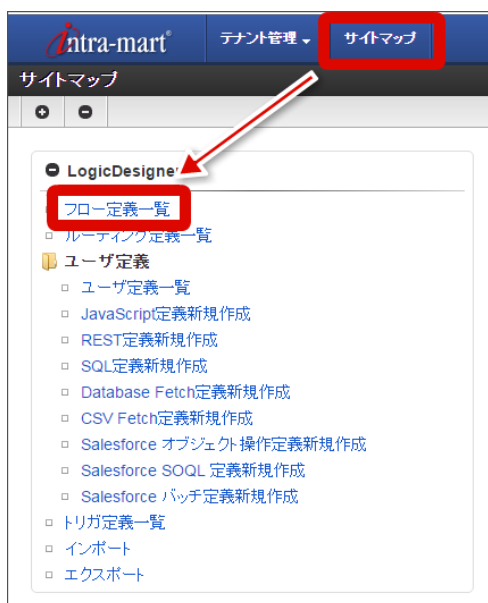 intra-mart®
テナント管理
サイトマップ
サイトマップ
LogicDesigner
フロー定義一覧
ルーティング定義一覧
ユーザ定義
ユーザ定義一覧
JavaScript定義新規作成
REST定義新規作成
SQL定義新規作成
Database Fetch定義新規作成
CSV Fetch定義新規作成
Salesforce オブジェクト操作定義新規作成
Salesforce SOQL 定義新規作成
Salesforce バッチ定義新規作成
トリガ定義一覧
インポート
エクスポート